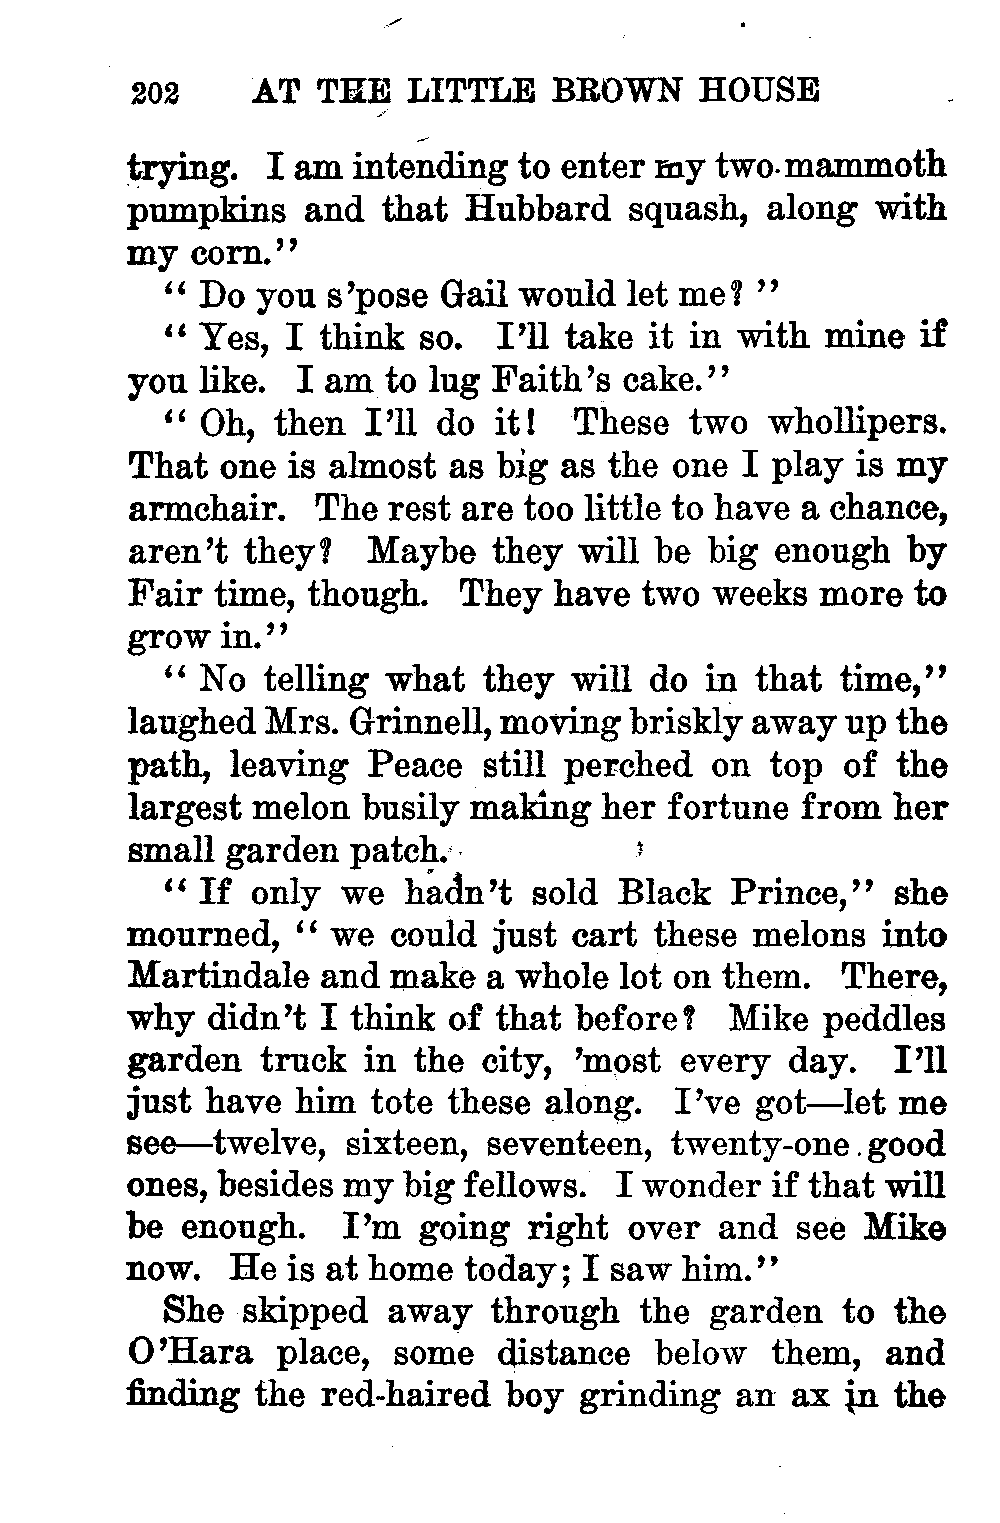 202 AT THE LITTLE BROWN HOUSE
trying. I am intending to enter my two mammoth
pumpkins and that Hubbard squash, along with
my corn.”
“ Do you s’pose Gail would let me? ”
“ Yes, I think so. I’ll take it in with mine if
you like. I am to lug Faith’s cake.”
“ Oh, then I’ll do it! These two whollipers.
That one is almost as big as the one I play is my
armchair. The rest are too little to have a chance,
aren’t they? Maybe they will be big enough by
Fair time, though. They have two weeks more to
grow in.”
“ No telling what they will do in that time,”
laughed Mrs. Grinnell, moving briskly away up the
path, leaving Peace still perched on top of the
largest melon busily making her fortune from her
small garden patch.
“ If only we hadn’t sold Black Prince,” she
mourned, “ we could just cart these melons into
Martindale and make a whole lot on them. There,
why didn’t I think of that before? Mike peddles
garden truck in the city, ’most every day. I’ll
just have him tote these along. I’ve got—let me
see—twelve, sixteen, seventeen, twenty-one good
ones, besides my big fellows. I wonder if that will
be enough. I’m going right over and see Mike
now. He is at home today; I saw him.”
She skipped away through the garden to the
O’Hara place, some distance below them, and
finding the red-haired boy grinding an ax in the